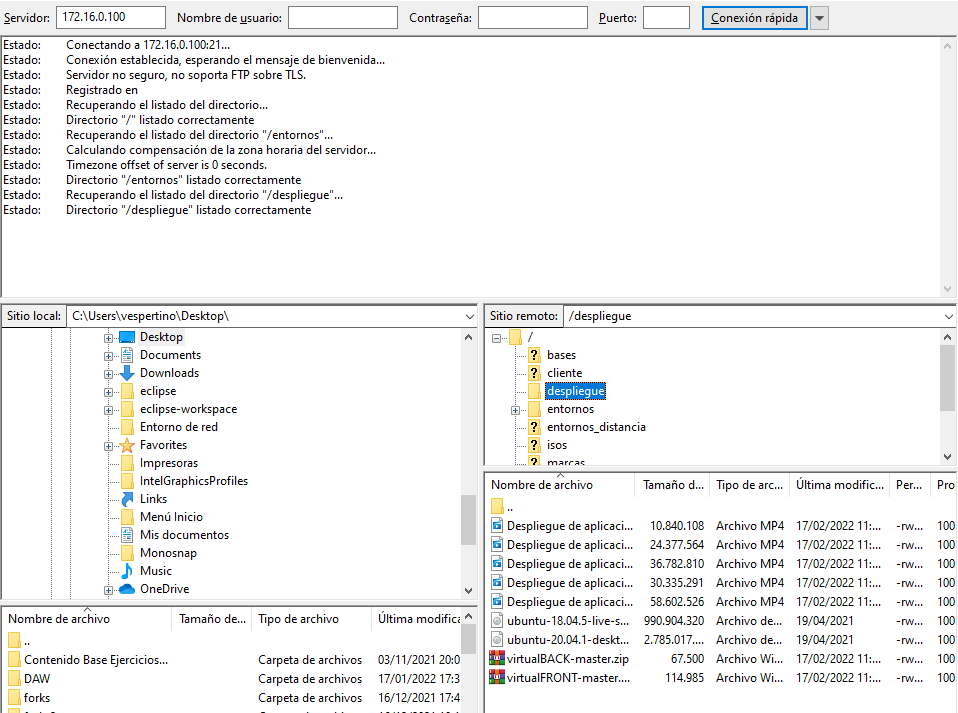 Servidor: 172.16.0.100 Nombre de usuario: Contraseña: Puerto: Conexión rápida
Estado: Conectando a 172.16.0.100:21...
Estado: Conexión establecida, esperando el mensaje de bienvenida...
Estado: Servidor no seguro, no soporta FTP sobre TLS.
Estado: Registrado en
Estado: Recuperando el listado del directorio...
Estado: Directorio "/" listado correctamente
Estado: Recuperando el listado del directorio "/entornos"...
Estado: Calculando compensación de la zona horaria del servidor...
Estado: Timezone offset of server is 0 seconds.
Estado: Directorio "/entornos" listado correctamente
Estado: Recuperando el listado del directorio "/despliegue"...
Estado: Directorio "/despliegue" listado correctamente
Sitio local: C:\Users\vespertino\Desktop\
Desktop
Documents
Downloads
eclipse
eclipse-workspace
Entorno de red
Favorites
Impresoras
IntelGraphicsProfiles
Links
Menú Inicio
Mis documentos
Monosnap
Music
OneDrive
Nombre de archivo Tamaño de... Tipo de archivo Última modifica
..
Contenido Base Ejercicios... Carpeta de archivos 03/11/2021 20:0
DAW Carpeta de archivos 17/01/2022 17:3
forks Carpeta de archivos 16/12/2021 17:4
Sitio remoto: /despliegue
/
bases
cliente
despliegue
entornos
entornos_distancia
isos
marcas
Nombre de archivo Tamaño d... Tipo de arc... Última modific... Per... Pro
..
Despliegue de aplicaci... 10.840.108 Archivo MP4 17/02/2022 11:... -rw... 100
Despliegue de aplicaci... 24.377.564 Archivo MP4 17/02/2022 11:... -rw... 100
Despliegue de aplicaci... 36.782.810 Archivo MP4 17/02/2022 11:... -rw... 100
Despliegue de aplicaci... 30.335.291 Archivo MP4 17/02/2022 11:... -rw... 100
Despliegue de aplicaci... 58.602.526 Archivo MP4 17/02/2022 11:... -rw... 100
ubuntu-18.04.5-live-s... 990.904.320 Archivo de... 19/04/2021 -rw... 100
ubuntu-20.04.1-deskt... 2.785.017.... Archivo de... 19/04/2021 -rw... 100
virtualBACK-master.zip 67.500 Archivo Wi... 17/02/2022 11:... -rw... 100
virtualFRONT-master.... 114.985 Archivo Wi... 17/02/2022 11:... -rw... 100